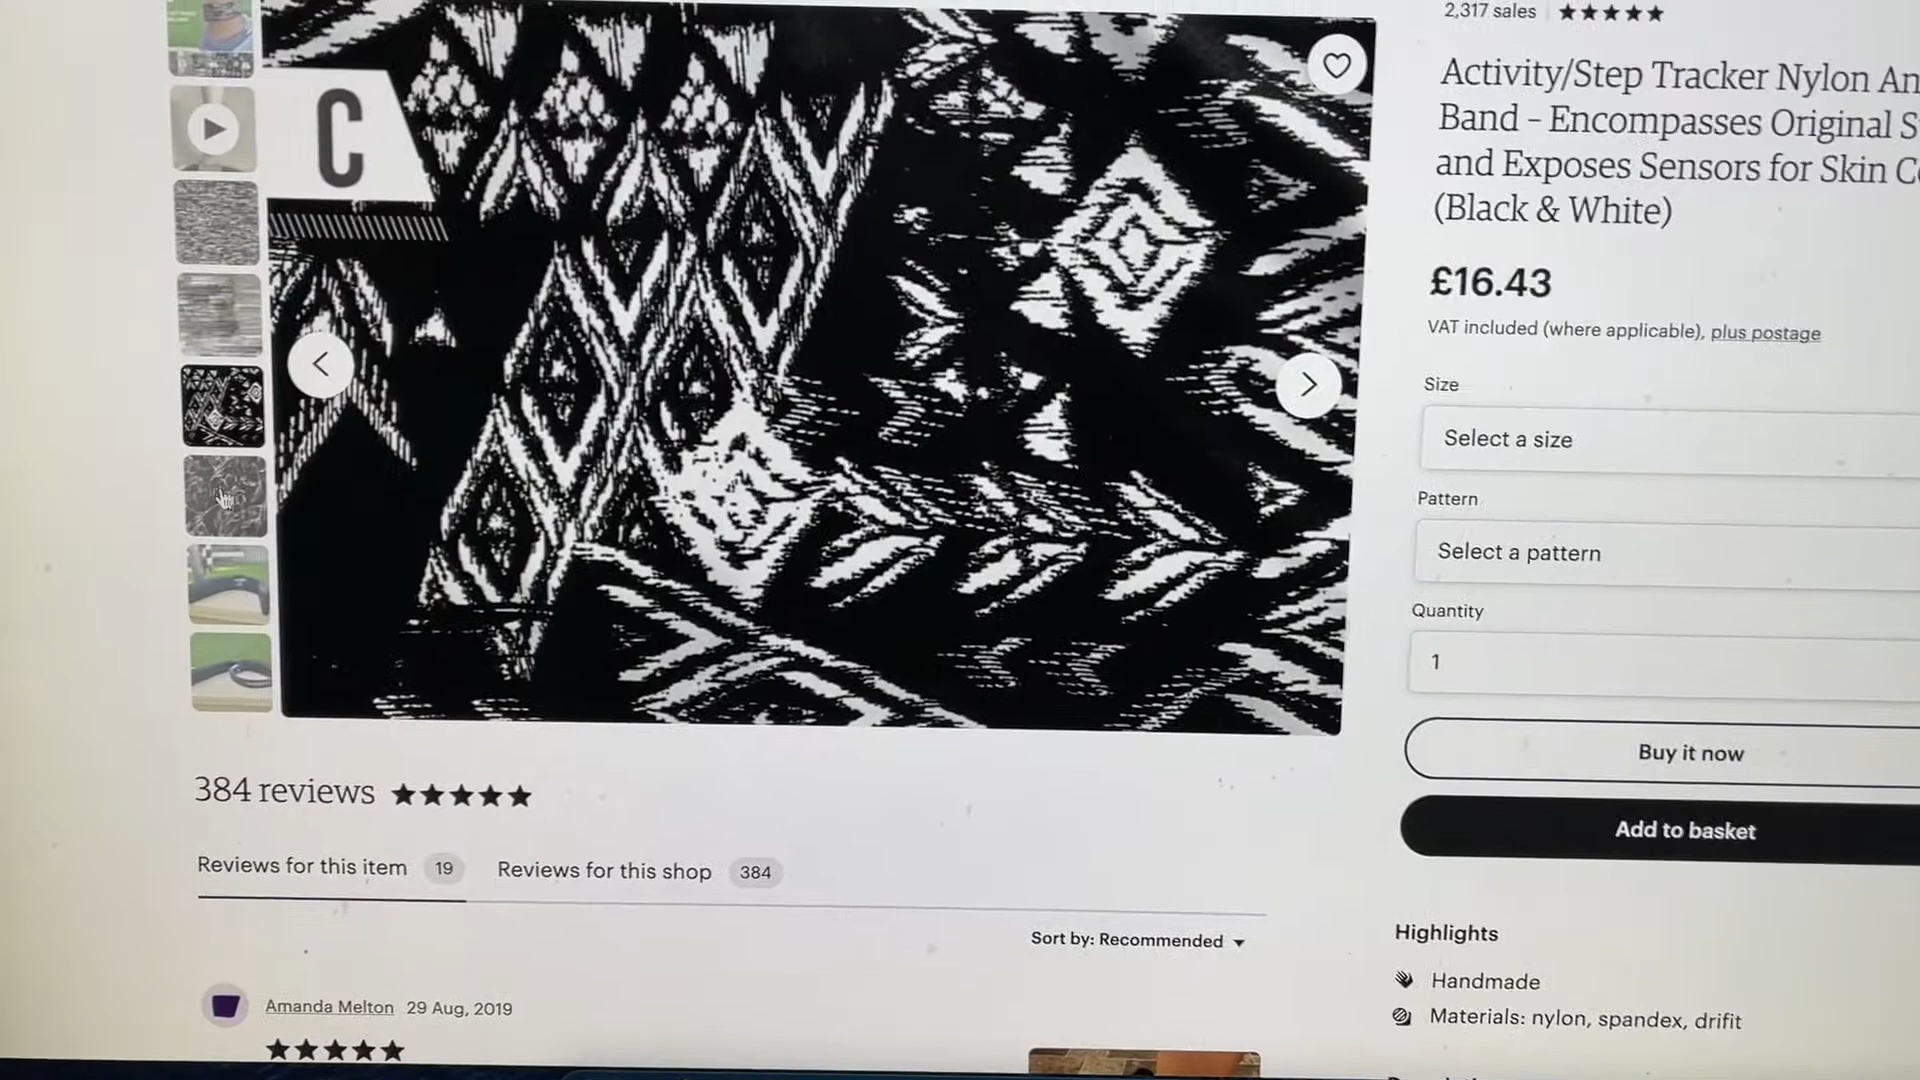 2,317 sales
Activity/Step Tracker Nylon An
Band – Encompasses Original S
and Exposes Sensors for Skin C
(Black & White)
£16.43
VAT included (where applicable), plus postage
Size
Select a size
Pattern
Select a pattern
Quantity
1
Buy it now
Add to basket
Highlights
Handmade
Materials: nylon, spandex, drifit
C
384 reviews
Reviews for this item 19 Reviews for this shop 384
Sort by: Recommended
Amanda Melton 29 Aug, 2019